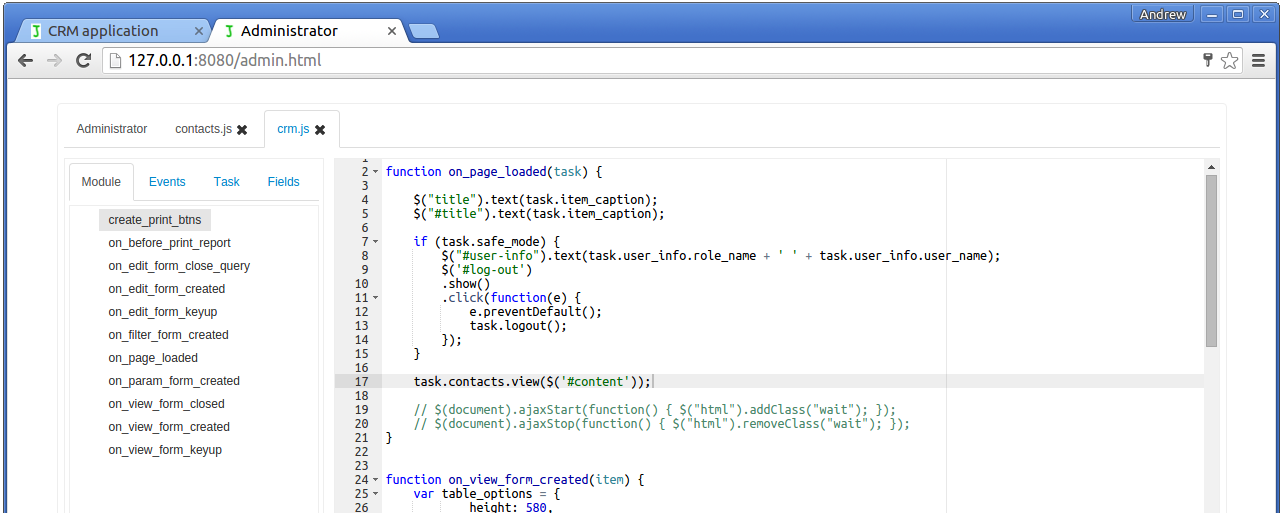 Andrew
CRM application
Administrator
127.0.0.1:8080/admin.html
Administrator contacts.js crm.js
Module Events Task Fields
create_print_btns
on_before_print_report
on_edit_form_close_query
on_edit_form_created
on_edit_form_keyup
on_filter_form_created
on_page_loaded
on_param_form_created
on_view_form_closed
on_view_form_created
on_view_form_keyup
1
2 function on_page_loaded(task) {
3
4 $("title").text(task.item_caption);
5 $("#title").text(task.item_caption);
6
7 if (task.safe_mode) {
8 $("#user-info").text(task.user_info.role_name + ' ' + task.user_info.user_name);
9 $('#log-out')
10 .show()
11 .click(function(e) {
12 e.preventDefault();
13 task.logout();
14 });
15 }
16
17 task.contacts.view($('#content'));
18
19 // $(document).ajaxStart(function() { $("html").addClass("wait"); });
20 // $(document).ajaxStop(function() { $("html").removeClass("wait"); });
21 }
22
23
24 function on_view_form_created(item) {
25 var table_options = {
26 height: 580,